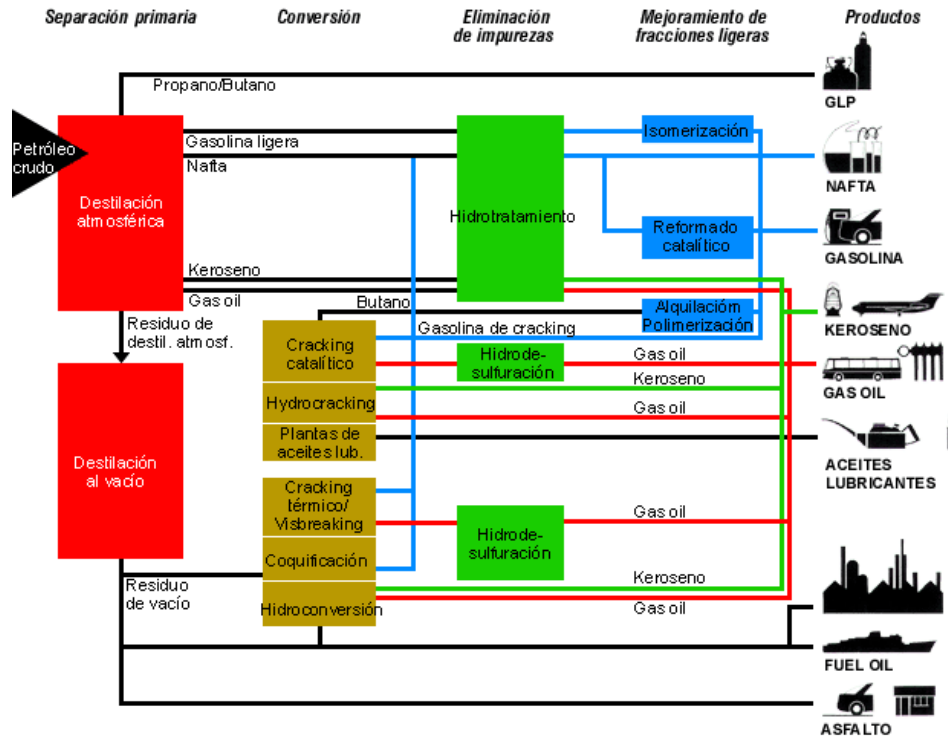 Separación primaria
Conversión
Eliminación
de impurezas
Mejoramiento de
fracciones ligeras
Productos
Propano/Butano
GLP
Petróleo
crudo
Destilación
atmosférica
Gasolina ligera
Nafta
Hidrotratamiento
Isomerización
NAFTA
Reformado
catalítico
GASOLINA
Keroseno
Gas oil
Butano
Alquilación
Polimerización
KEROSENO
Residuo de
destil. atmosf.
Gasolina de cracking
Cracking
catalítico
Hidrode-
sulfuración
Gas oil
Keroseno
GAS OIL
Hydrocracking
Gas oil
Plantas de
aceites lub.
ACEITES
LUBRICANTES
Destilación
al vacío
Cracking
térmico/
Visbreaking
Hidrode-
sulfuración
Gas oil
Coquificación
Residuo
de vacío
Keroseno
Hidroconversión
Gas oil
FUEL OIL
ASFALTO